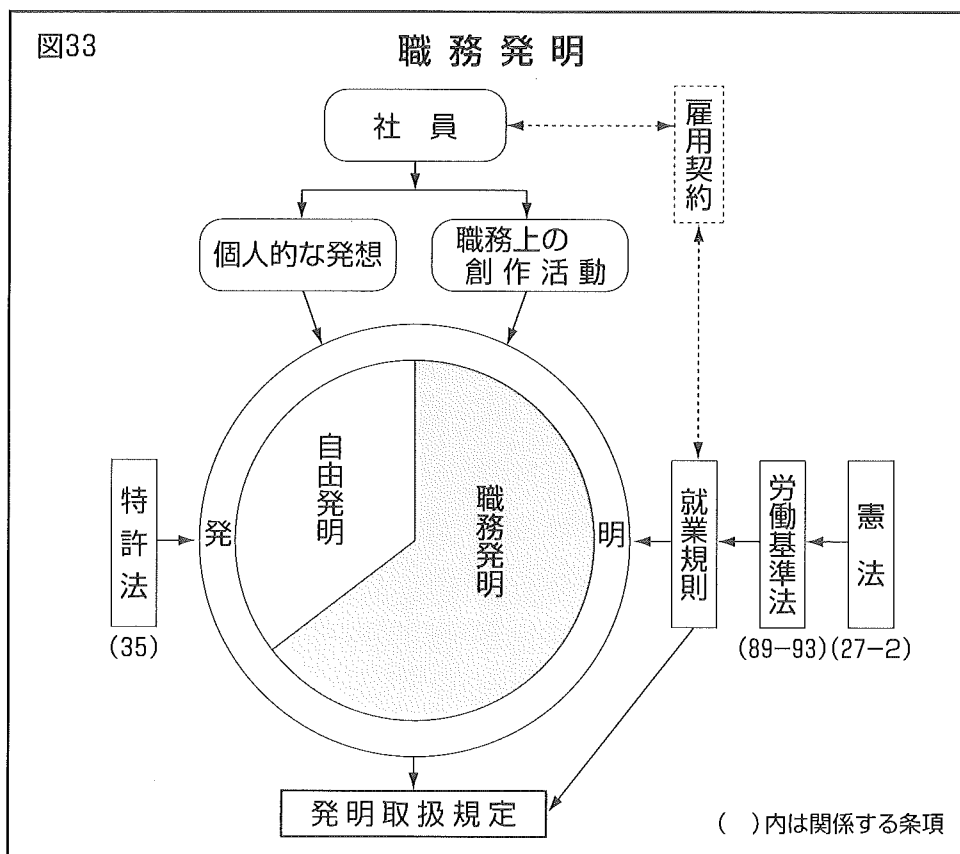 図33
職務発明
社員
雇用契約
個人的な発想
職務上の
創作活動
自由発明
職務発明
発
明
特許法
(35)
就業規則
労働基準法
(89-93)
憲法
(27-2)
発明取扱規定
( )内は関係する条項